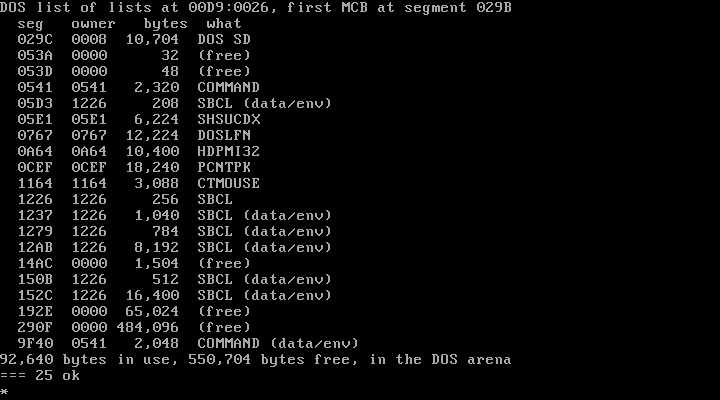 DOS list of lists at 00D9:0026, first MCB at segment 029B
seg owner bytes what
029C 0008 10,704 DOS SD
053A 0000 32 (free)
053D 0000 48 (free)
0541 0541 2,320 COMMAND
05D3 1226 208 SBCL (data/env)
05E1 05E1 6,224 SHSUCDX
0767 0767 12,224 DOSLFN
0A64 0A64 10,400 HDPMI32
0CEF 0CEF 18,240 PCNTPK
1164 1164 3,088 CTMOUSE
1226 1226 256 SBCL
1237 1226 1,040 SBCL (data/env)
1279 1226 784 SBCL (data/env)
12AB 1226 8,192 SBCL (data/env)
14AC 0000 1,504 (free)
150B 1226 512 SBCL (data/env)
152C 1226 16,400 SBCL (data/env)
192E 0000 65,024 (free)
290F 0000 484,096 (free)
9F40 0541 2,048 COMMAND (data/env)
92,640 bytes in use, 550,704 bytes free, in the DOS arena
=== 25 ok
*